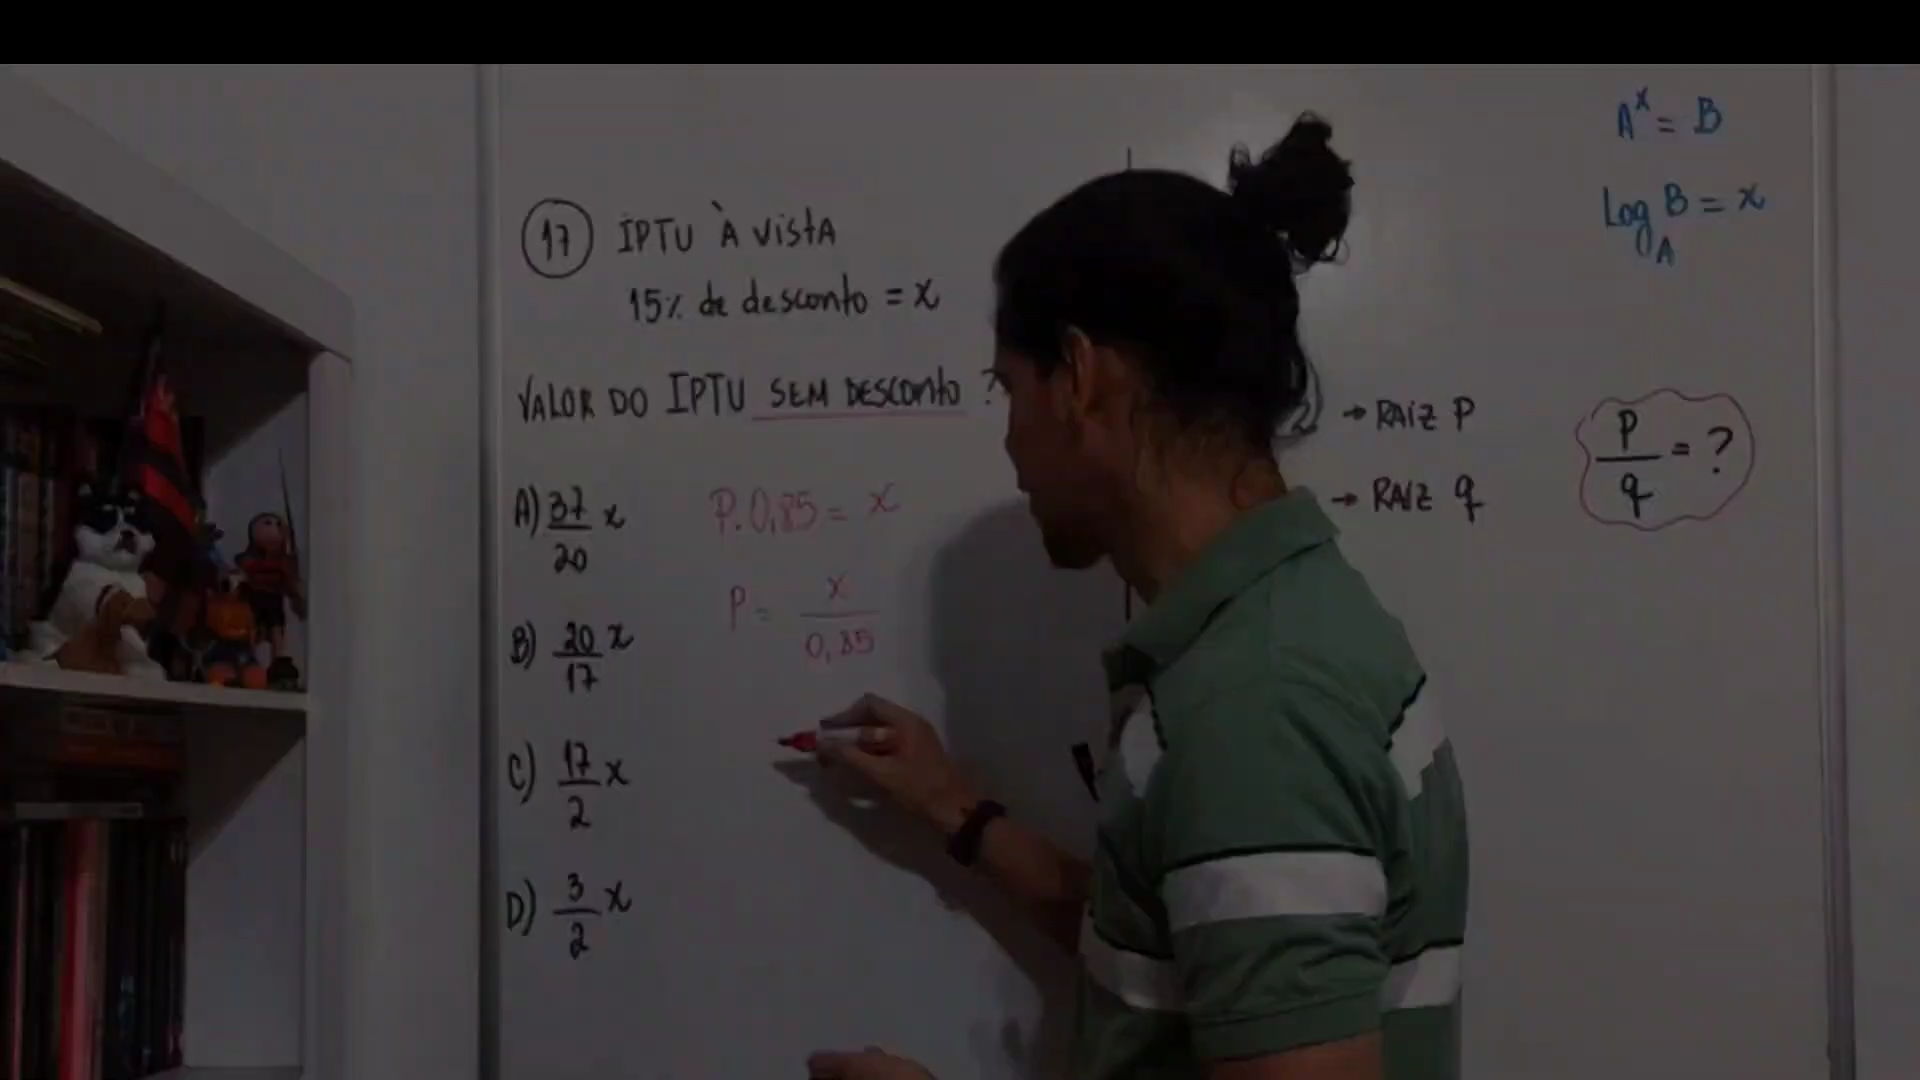 17 IPTU À VISTA
15% de desconto = x
VALOR DO IPTU SEM DESCONTO ?
A) 37/20 x
P. 0,85 = x
P = x/0,85
B) 20/17 x
C) 17/2 x
D) 3/2 x
A^x = B
Log_A B = x
→ RAIZ P
→ RAIZ q
P/q = ?